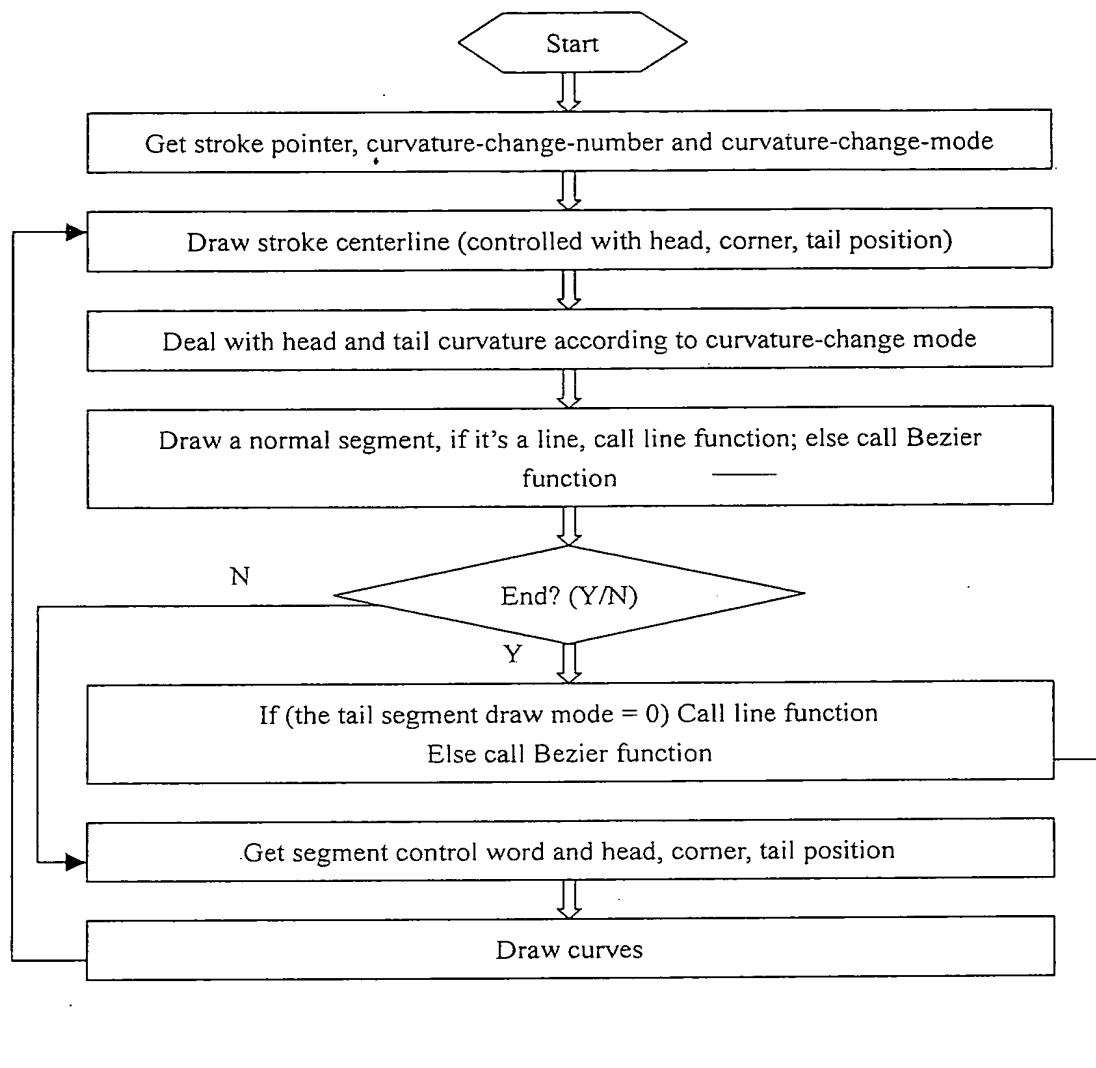 Start
Get stroke pointer, curvature-change-number and curvature-change-mode
Draw stroke centerline (controlled with head, corner, tail position)
Deal with head and tail curvature according to curvature-change mode
Draw a normal segment, if it's a line, call line function; else call Bezier
function
N
End? (Y/N)
Y
If (the tail segment draw mode = 0) Call line function
Else call Bezier function
Get segment control word and head, corner, tail position
Draw curves